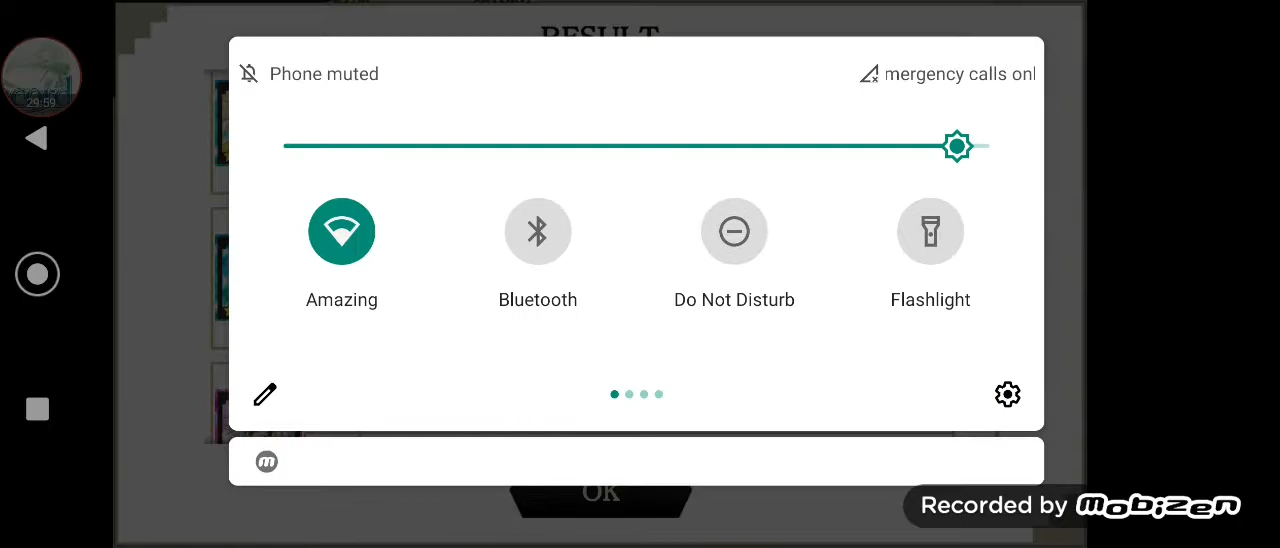 RESULT
Phone muted
mergency calls onl
29:59
Amazing
Bluetooth
Do Not Disturb
Flashlight
m
OK
Recorded by mobizen